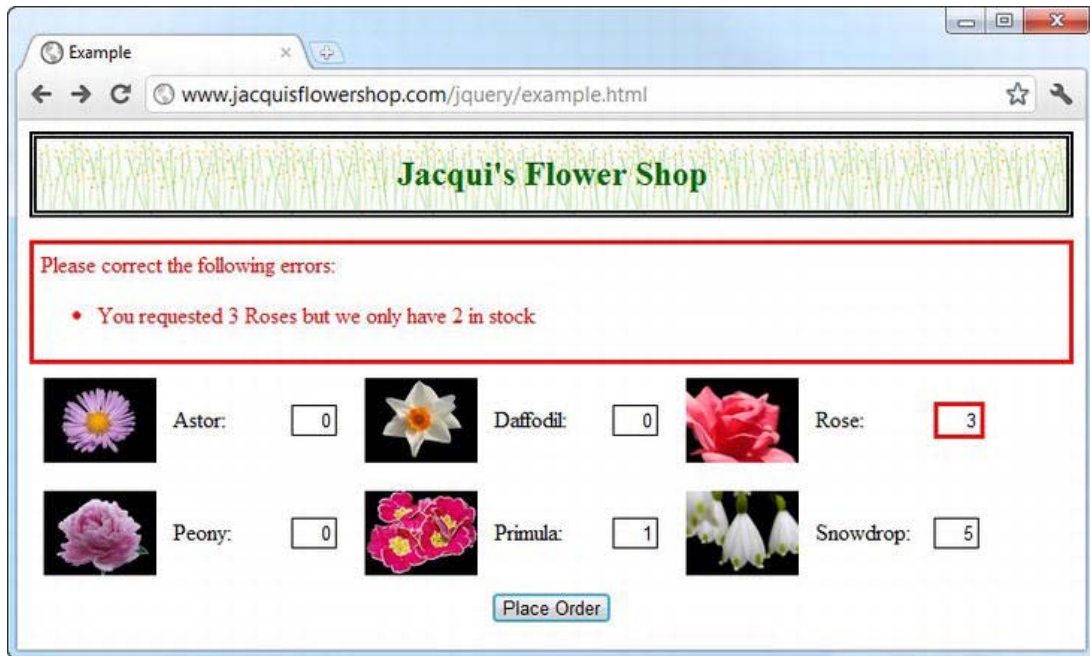 Example
www.jacquisflowershop.com/jquery/example.html
Jacqui's Flower Shop
Please correct the following errors:
• You requested 3 Roses but we only have 2 in stock
Astor: 0 Daffodil: 0 Rose: 3
Peony: 0 Primula: 1 Snowdrop: 5
Place Order